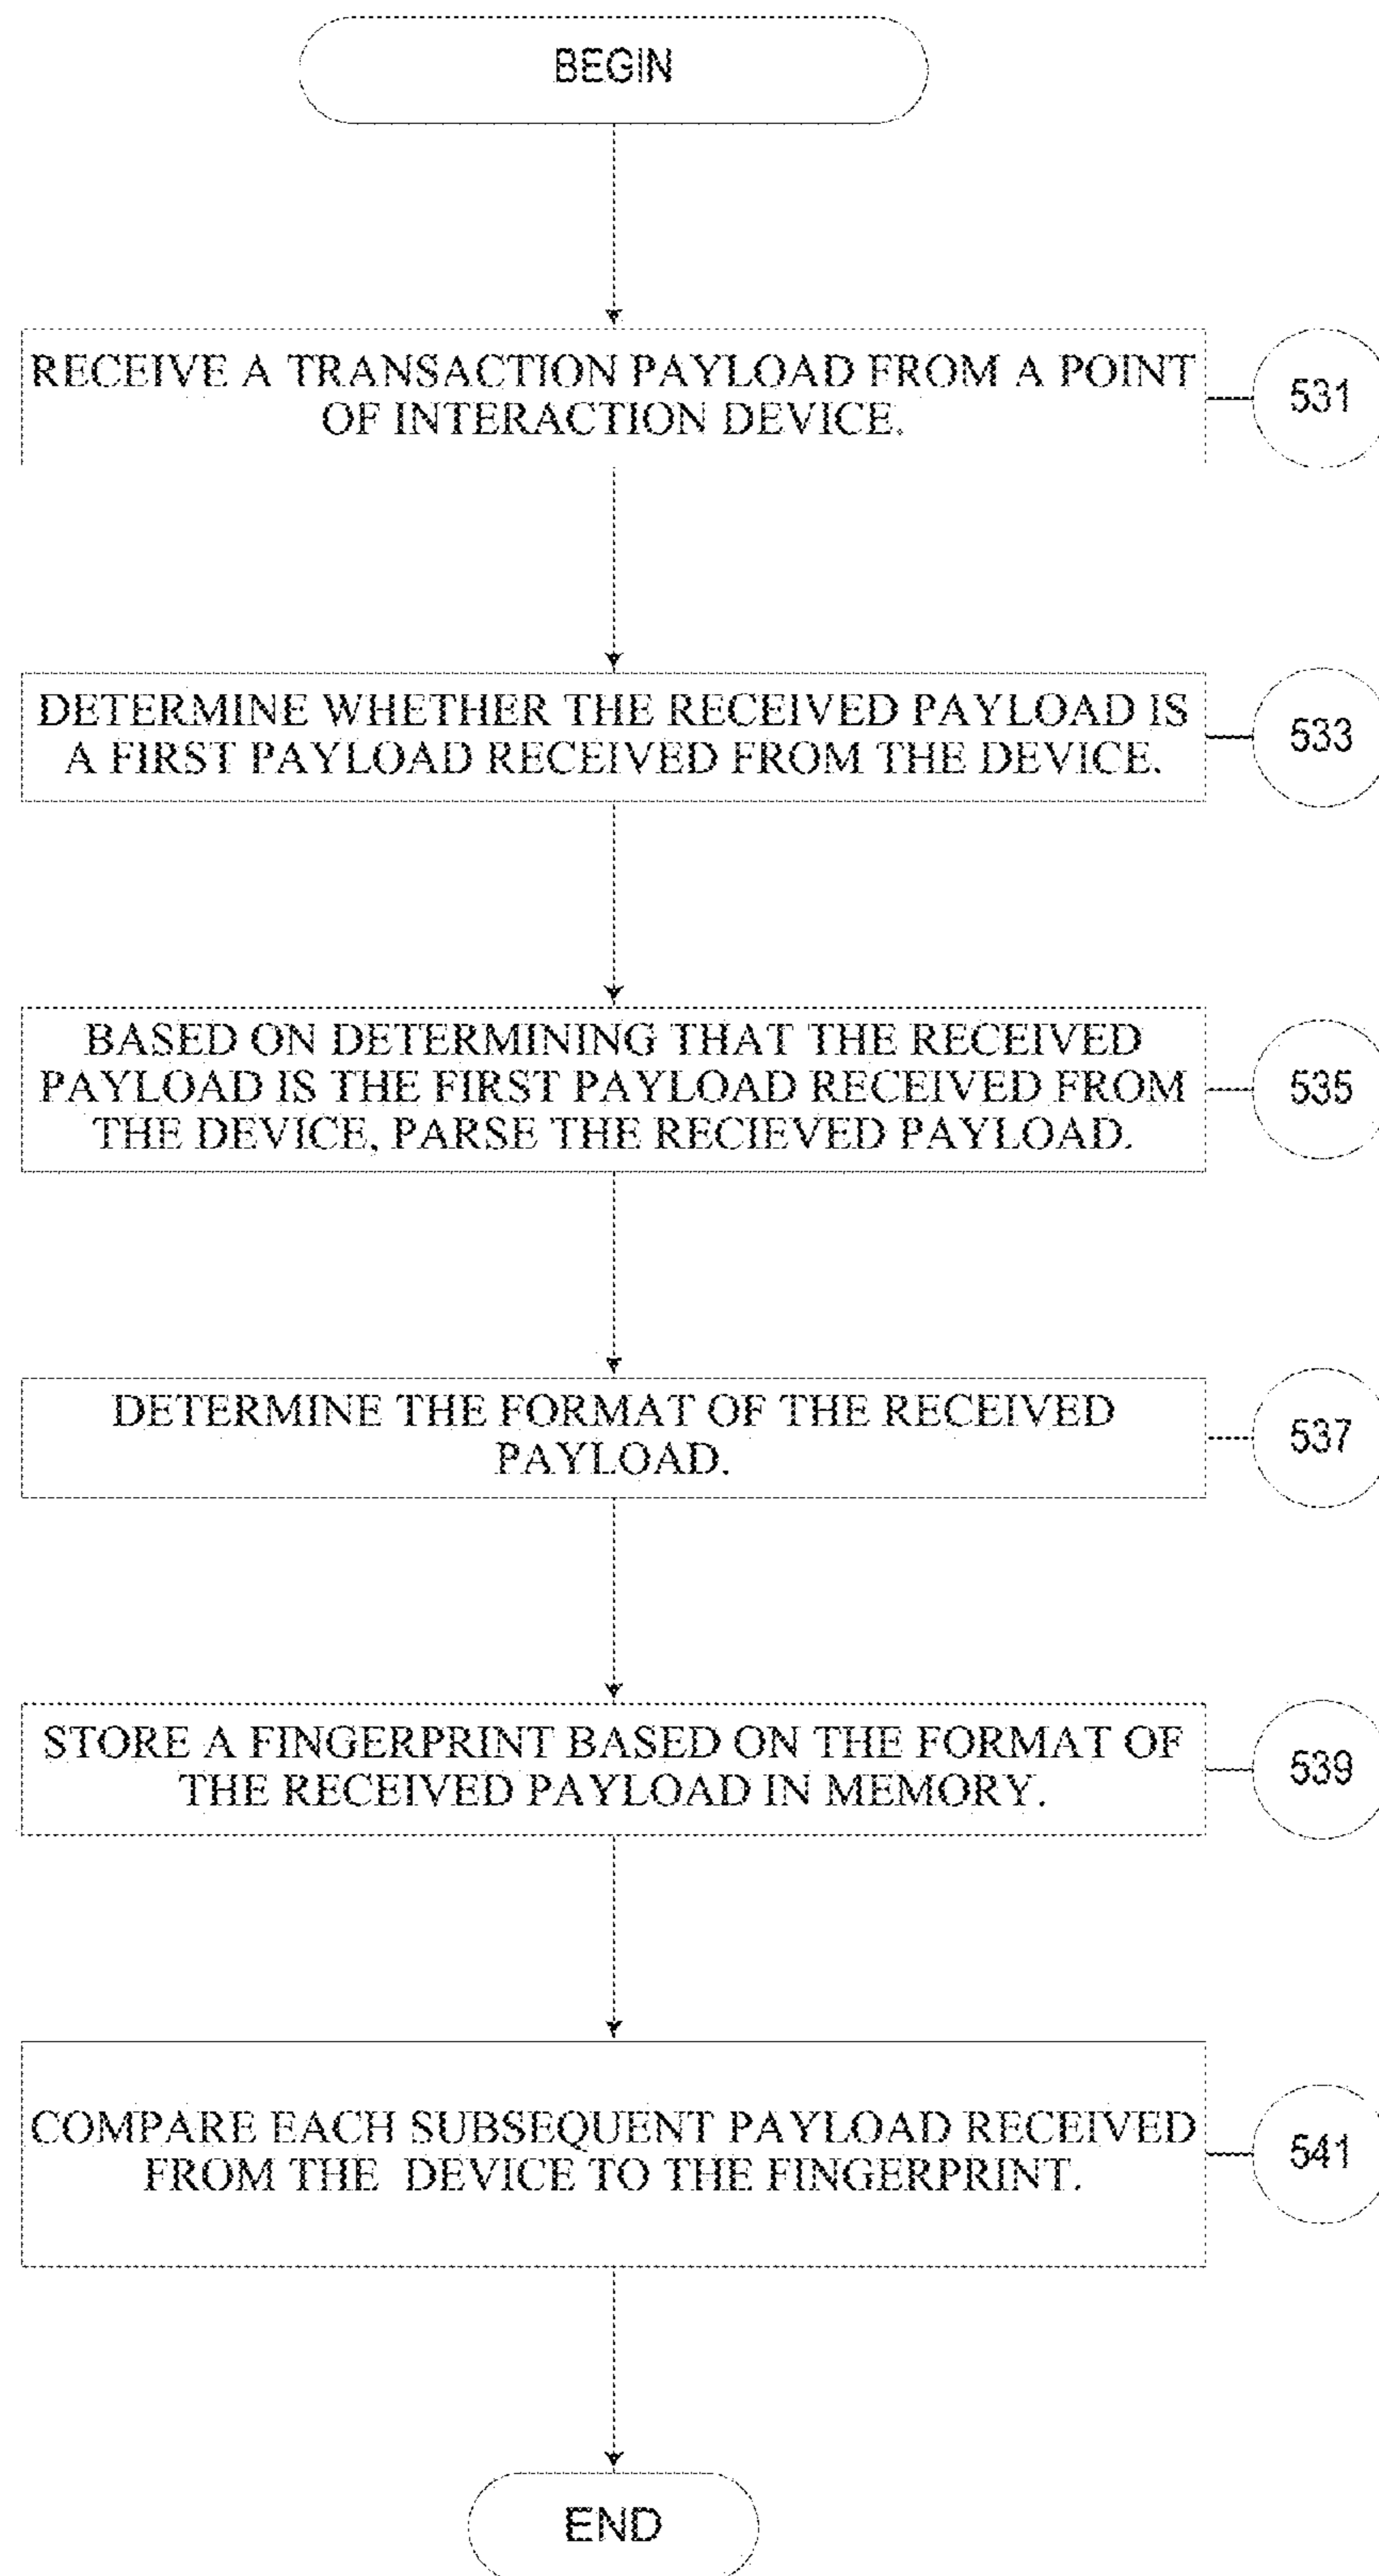 BEGIN
RECEIVE A TRANSACTION PAYLOAD FROM A POINT
OF INTERACTION DEVICE.
531
DETERMINE WHETHER THE RECEIVED PAYLOAD IS
A FIRST PAYLOAD RECEIVED FROM THE DEVICE.
533
BASED ON DETERMINING THAT THE RECEIVED
PAYLOAD IS THE FIRST PAYLOAD RECEIVED FROM
THE DEVICE, PARSE THE RECIEVED PAYLOAD.
535
DETERMINE THE FORMAT OF THE RECEIVED
PAYLOAD.
537
STORE A FINGERPRINT BASED ON THE FORMAT OF
THE RECEIVED PAYLOAD IN MEMORY.
539
COMPARE EACH SUBSEQUENT PAYLOAD RECEIVED
FROM THE DEVICE TO THE FINGERPRINT.
541
END